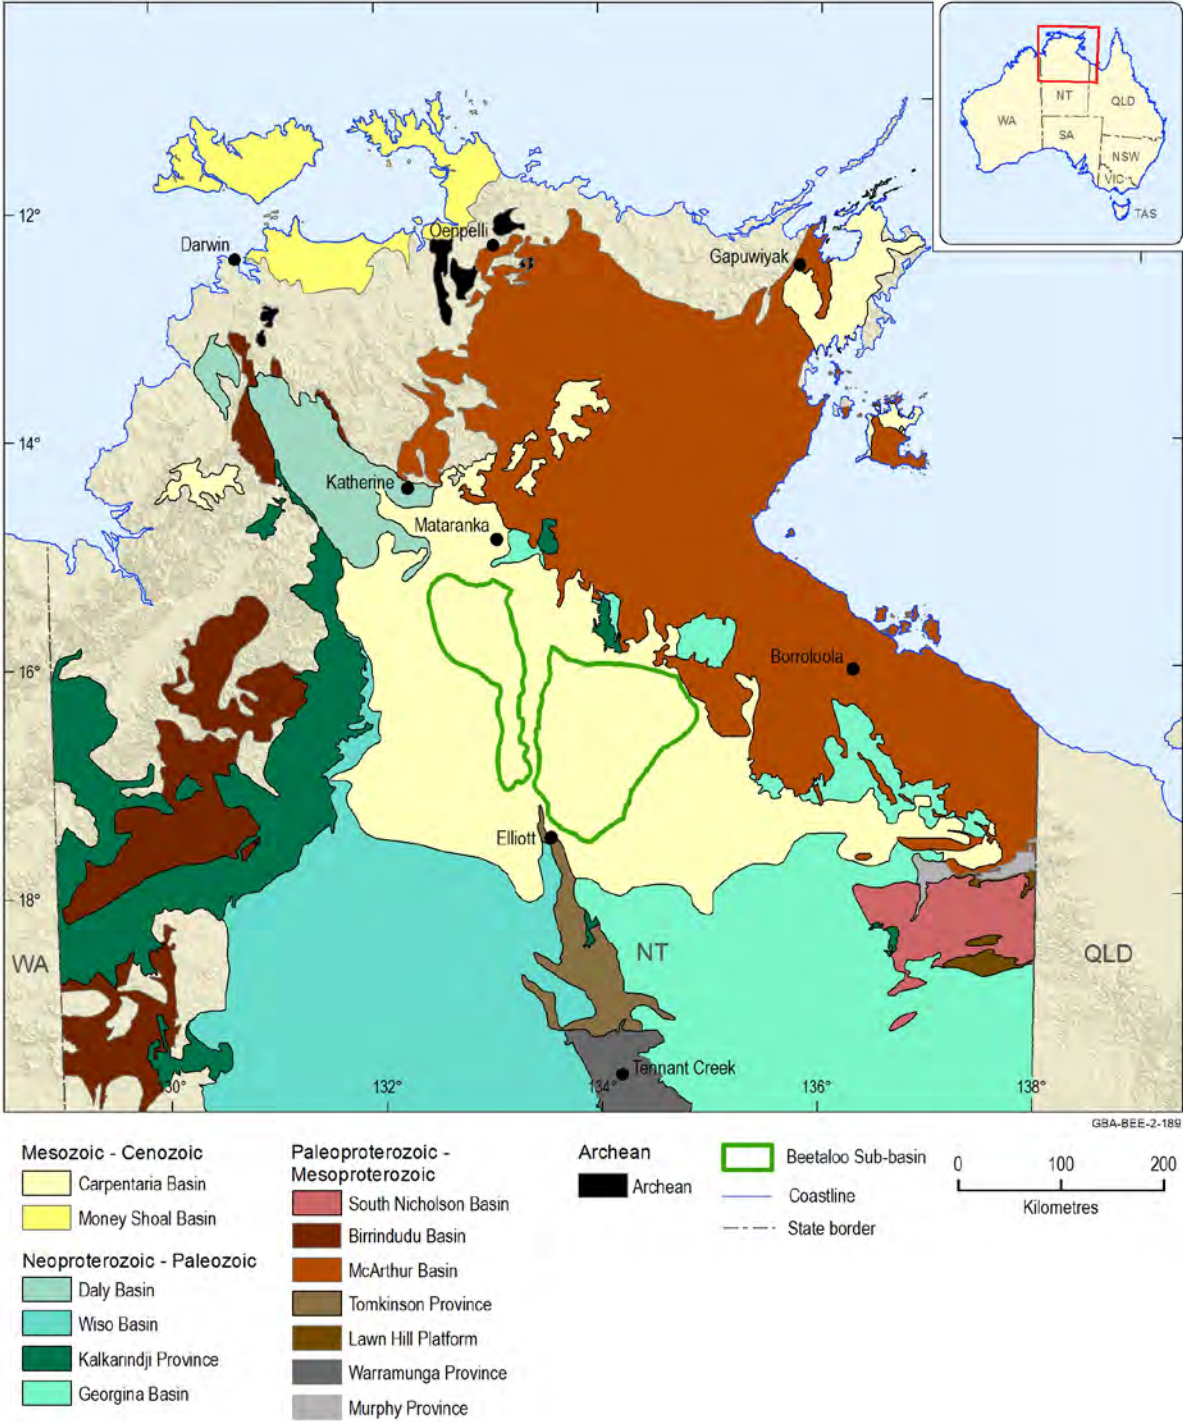 NT
QLD
WA
SA
NSW
VIC
TAS
12°
Darwin
Oenpelli
Gapuwiyak
14°
Katherine
Mataranka
16°
Borroloola
Elliott
18°
WA
NT
QLD
Tennant Creek
130°
132°
134°
136°
138°
GBA-BEE-2-189
Mesozoic - Cenozoic
Carpentaria Basin
Money Shoal Basin
Neoproterozoic - Paleozoic
Daly Basin
Wiso Basin
Kalkarindji Province
Georgina Basin
Paleoproterozoic -
Mesoproterozoic
South Nicholson Basin
Birrindudu Basin
McArthur Basin
Tomkinson Province
Lawn Hill Platform
Warramunga Province
Murphy Province
Archean
Archean
Beetaloo Sub-basin
Coastline
State border
0 100 200
Kilometres